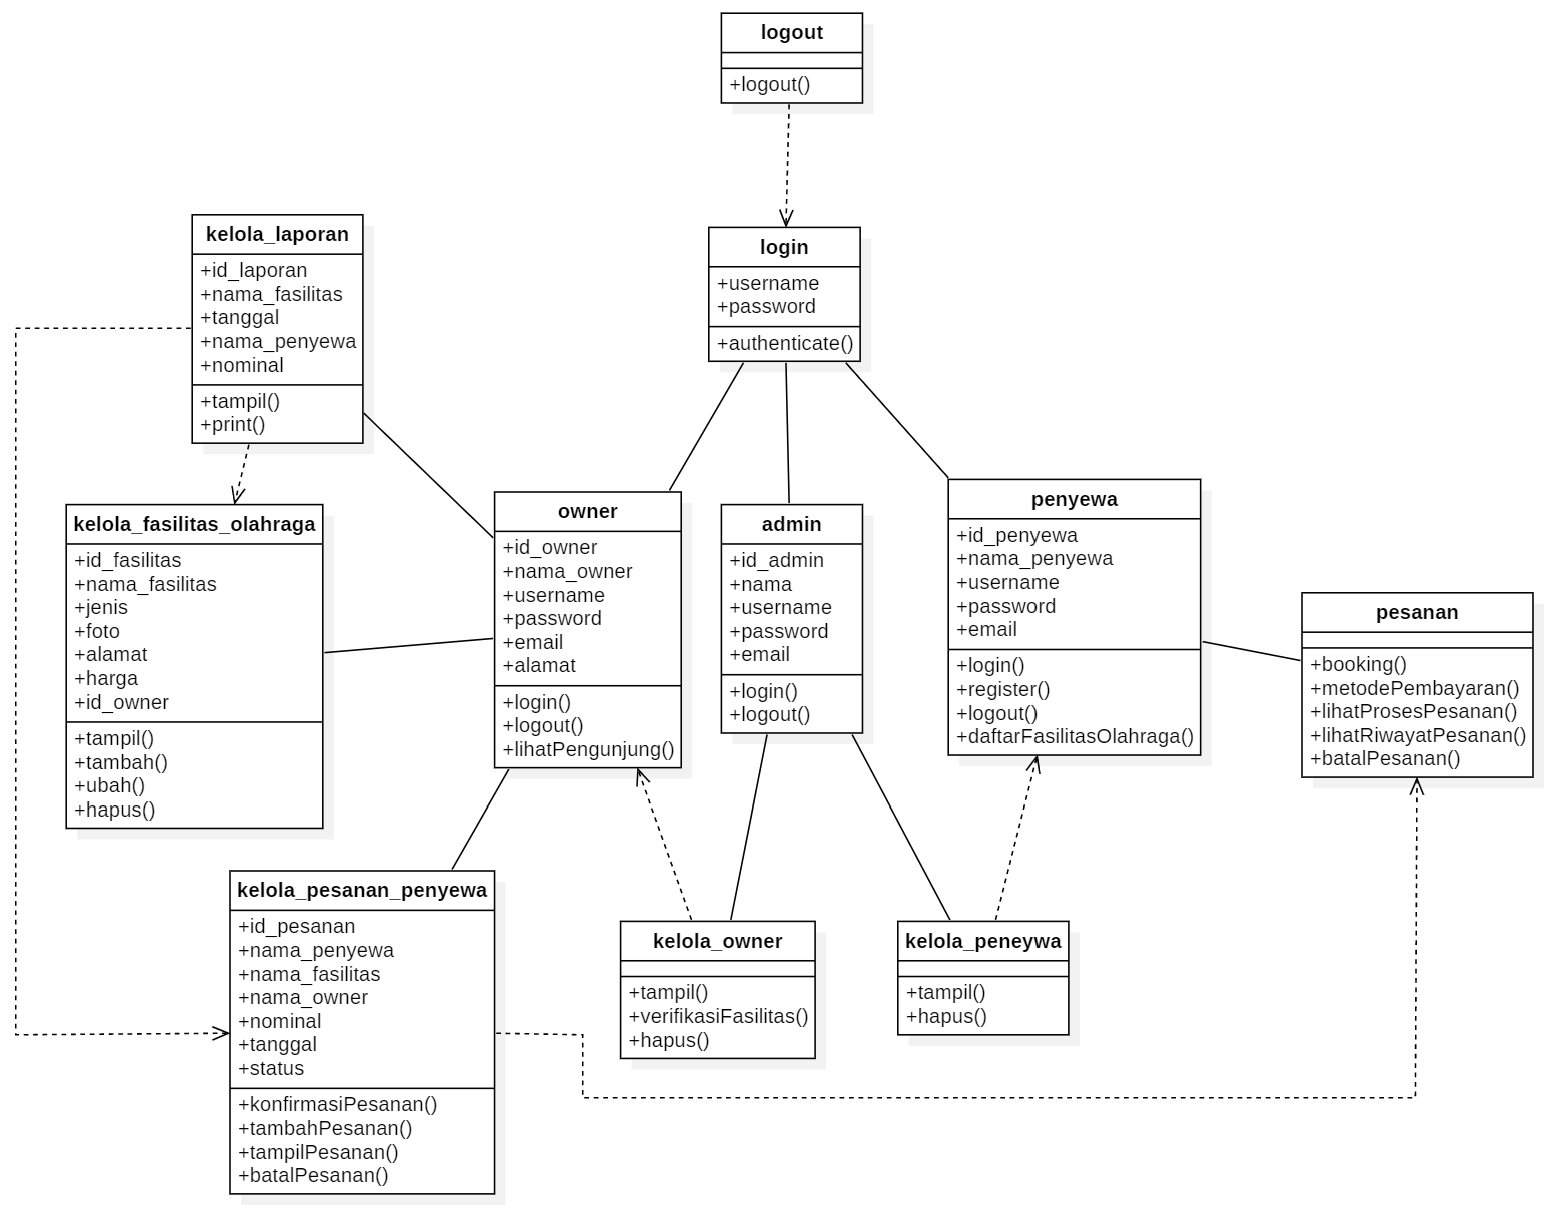 logout
+logout()
kelola_laporan
+id_laporan
+nama_fasilitas
+tanggal
+nama_penyewa
+nominal
+tampil()
+print()
login
+username
+password
+authenticate()
kelola_fasilitas_olahraga
+id_fasilitas
+nama_fasilitas
+jenis
+foto
+alamat
+harga
+id_owner
+tampil()
+tambah()
+ubah()
+hapus()
owner
+id_owner
+nama_owner
+username
+password
+email
+alamat
+login()
+logout()
+lihatPengunjung()
admin
+id_admin
+nama
+username
+password
+email
+login()
+logout()
penyewa
+id_penyewa
+nama_penyewa
+username
+password
+email
+login()
+register()
+logout()
+daftarFasilitasOlahraga()
pesanan
+booking()
+metodePembayaran()
+lihatProsesPesanan()
+lihatRiwayatPesanan()
+batalPesanan()
kelola_pesanan_penyewa
+id_pesanan
+nama_penyewa
+nama_fasilitas
+nama_owner
+nominal
+tanggal
+status
+konfirmasiPesanan()
+tambahPesanan()
+tampilPesanan()
+batalPesanan()
kelola_owner
+tampil()
+verifikasiFasilitas()
+hapus()
kelola_peneywa
+tampil()
+hapus()